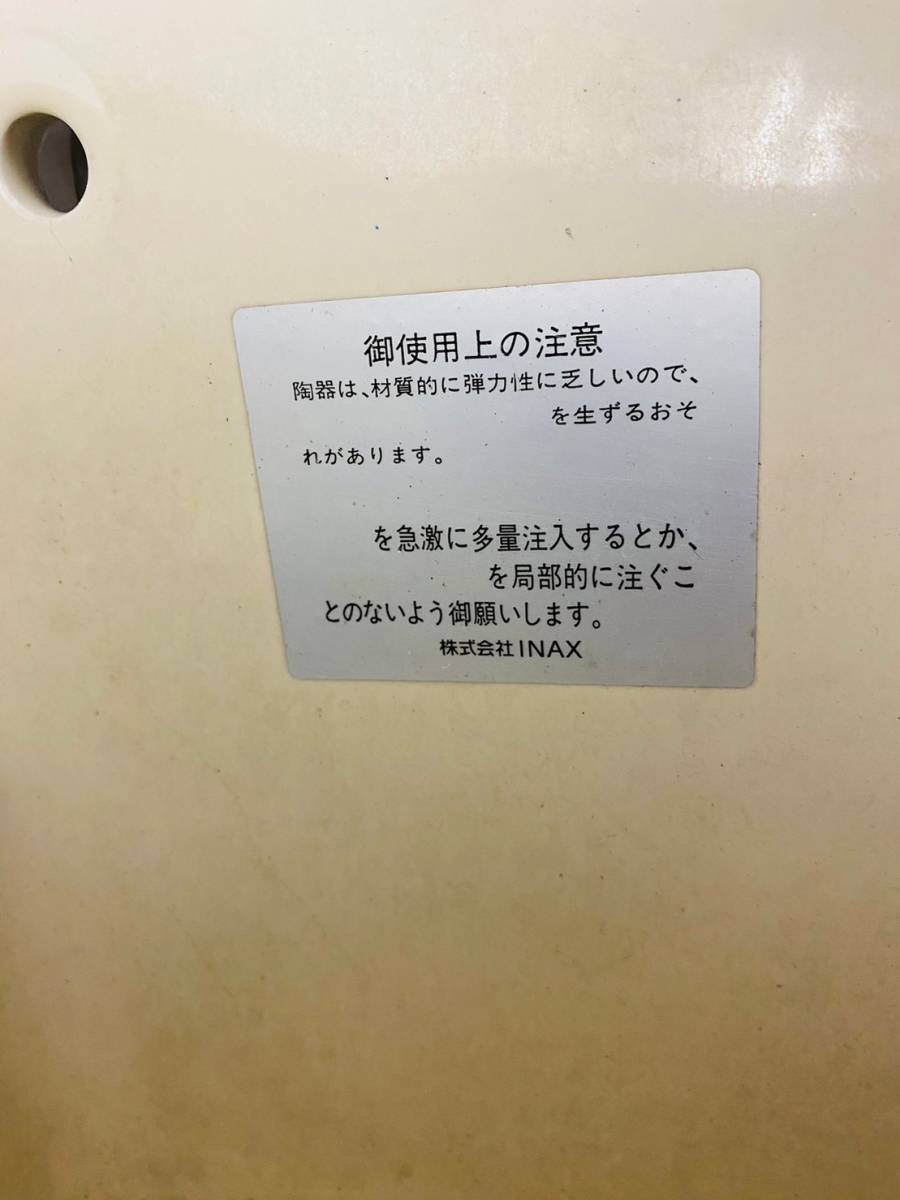 御使用上の注意
陶器は、材質的に弾力性に乏しいので、
を生ずるおそ
れがあります。
を急激に多量注入するとか、
を局部的に注ぐこ
とのないよう御願いします。
株式会社INAX